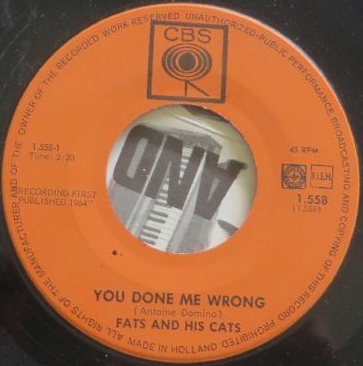 ALL RIGHTS OF THE MANUFACTURER AND OF THE OWNER OF THE RECORDED WORK RESERVED UNAUTHORIZED·PUBLIC PERFORMANCE, BROADCASTING AND COPYING OF THIS RECORD PROHIBITED
CBS
1.558-1
Time: 2:20
45 RPM
B.I.E.M.
RECORDING FIRST
"PUBLISHED 1964"
1.558
(1.559)
AND
YOU DONE ME WRONG
(Antoine Domino)
FATS AND HIS CATS
MADE IN HOLLAND